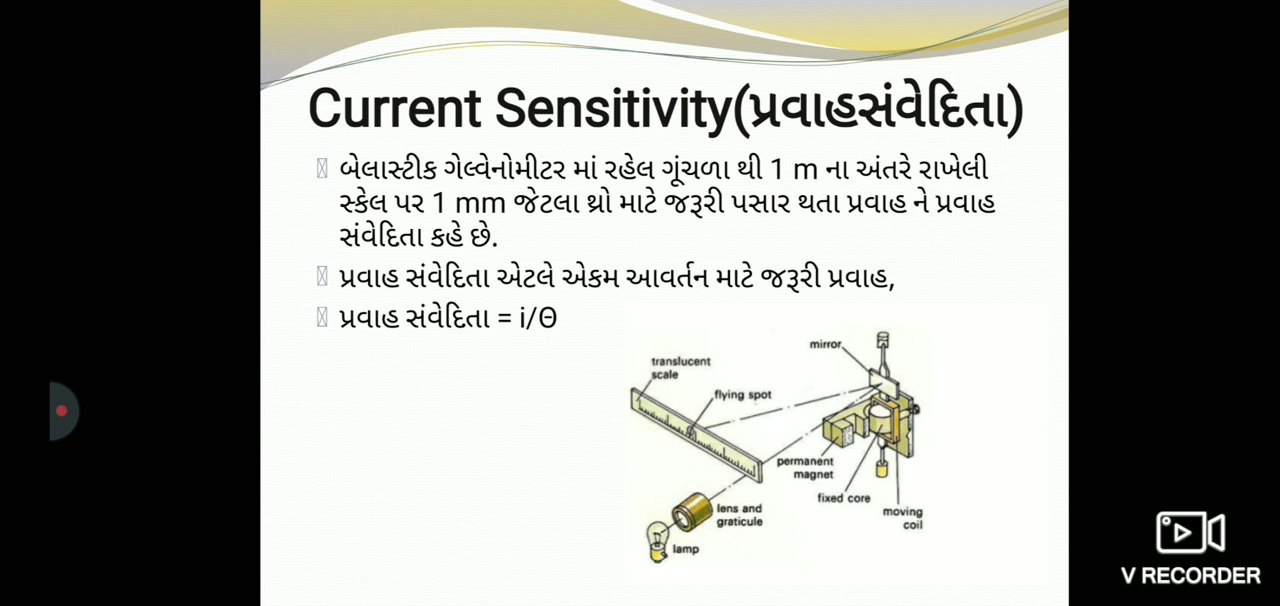 Current Sensitivity(પ્રવાહસંવેદિતા)
બેલાસ્ટીક ગેલ્વેનોમીટર માં રહેલ ગૂંચળા થી 1 m ના અંતરે રાખેલી
સ્કેલ પર 1 mm જેટલા થ્રો માટે જરૂરી પસાર થતા પ્રવાહ ને પ્રવાહ
સંવેદિતા કહે છે.
પ્રવાહ સંવેદિતા એટલે એકમ આવર્તન માટે જરૂરી પ્રવાહ,
પ્રવાહ સંવેદિતા = i/Θ
mirror
translucent
scale
flying spot
permanent
magnet
fixed core
moving
coil
lens and
graticule
lamp
V RECORDER